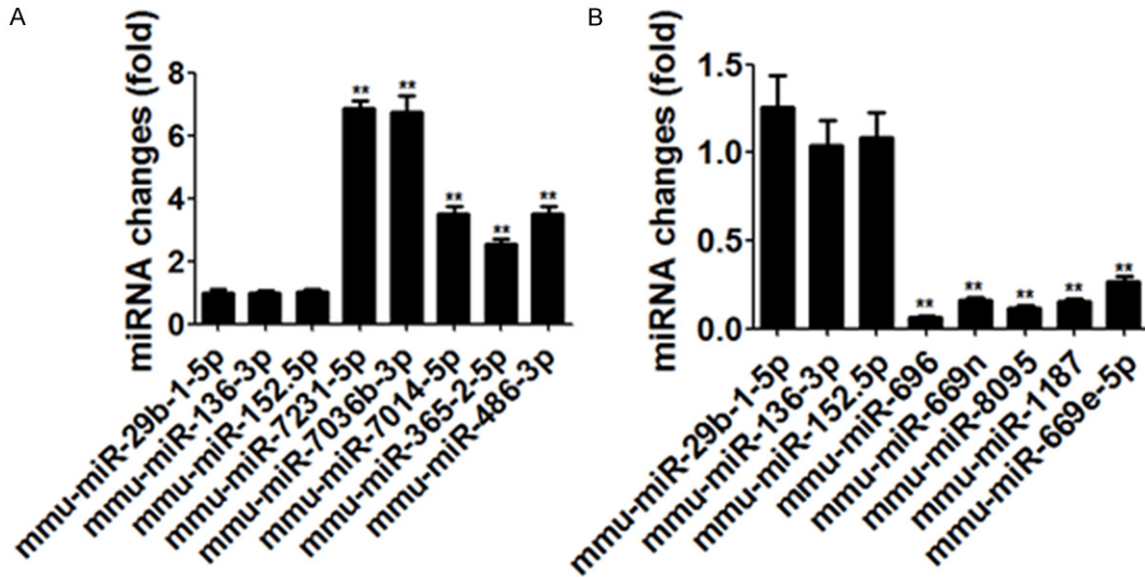 A
miRNA changes (fold)
8
6
4
2
0
**
**
**
**
**
mmu-miR-29b-1-5p
mmu-miR-136-3p
mmu-miR-152.5p
mmu-miR-7231-5p
mmu-miR-7036b-3p
mmu-miR-7014-5p
mmu-miR-365-2-5p
mmu-miR-486-3p
B
miRNA changes (fold)
1.5
1.0
0.5
0.0
**
**
**
**
**
mmu-miR-29b-1-5p
mmu-miR-136-3p
mmu-miR-152.5p
mmu-miR-696
mmu-miR-669n
mmu-miR-8095
mmu-miR-1187
mmu-miR-669e-5p